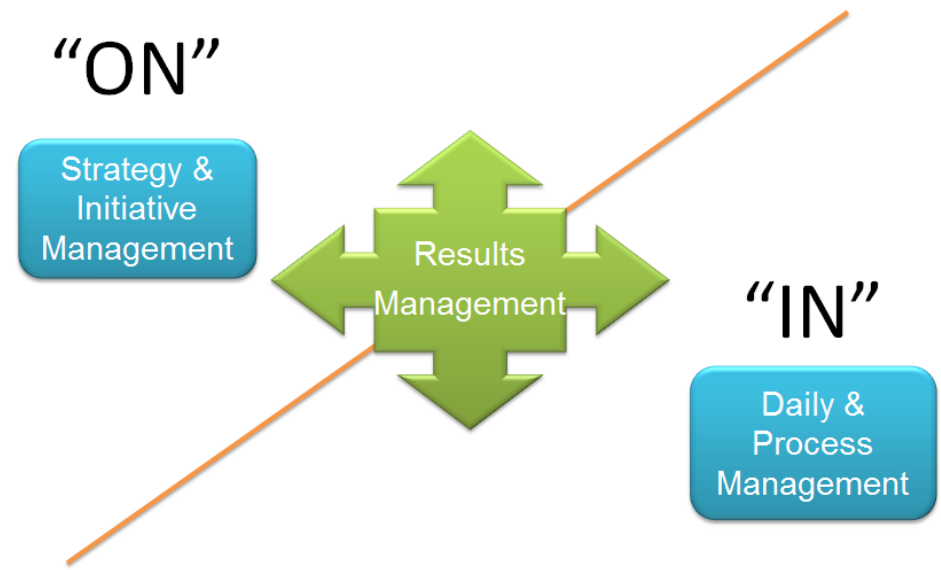 “ON”
Strategy &
Initiative
Management
Results
Management
“IN”
Daily &
Process
Management